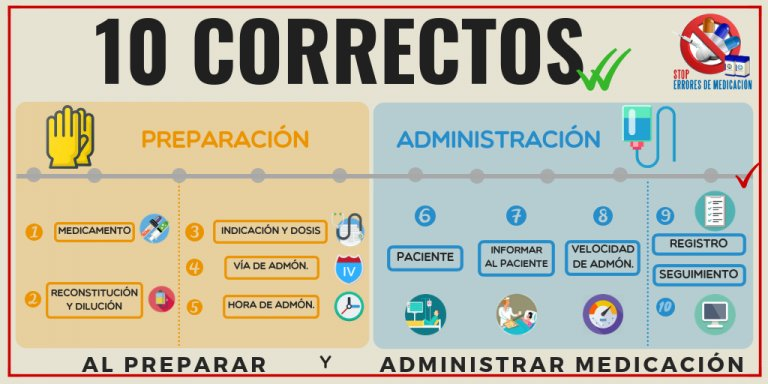 10 CORRECTOS
STOP
ERRORES DE MEDICACIÓN
PREPARACIÓN
1 MEDICAMENTO
2 RECONSTITUCIÓN
Y DILUCIÓN
3 INDICACIÓN Y DOSIS
4 VÍA DE ADMÓN.
IV
5 HORA DE ADMÓN.
ADMINISTRACIÓN
6
PACIENTE
7
INFORMAR
AL PACIENTE
8
VELOCIDAD
DE ADMÓN.
9
REGISTRO
SEGUIMIENTO
10
AL PREPARAR Y ADMINISTRAR MEDICACIÓN